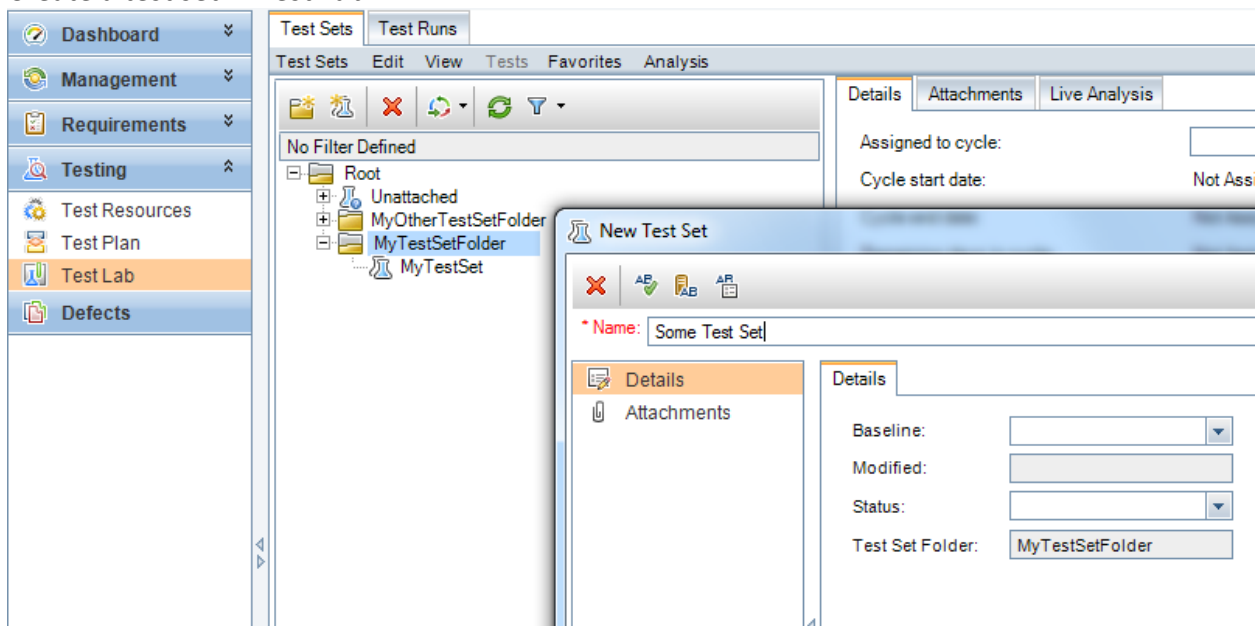 Dashboard
Management
Requirements
Testing
Test Resources
Test Plan
Test Lab
Defects
Test Sets Test Runs
Test Sets Edit View Tests Favorites Analysis
No Filter Defined
Root
Unattached
MyOtherTestSetFolder
MyTestSetFolder
MyTestSet
Details Attachments Live Analysis
Assigned to cycle:
Cycle start date: Not Assi
New Test Set
* Name: Some Test Set
Details
Attachments
Details
Baseline:
Modified:
Status:
Test Set Folder: MyTestSetFolder